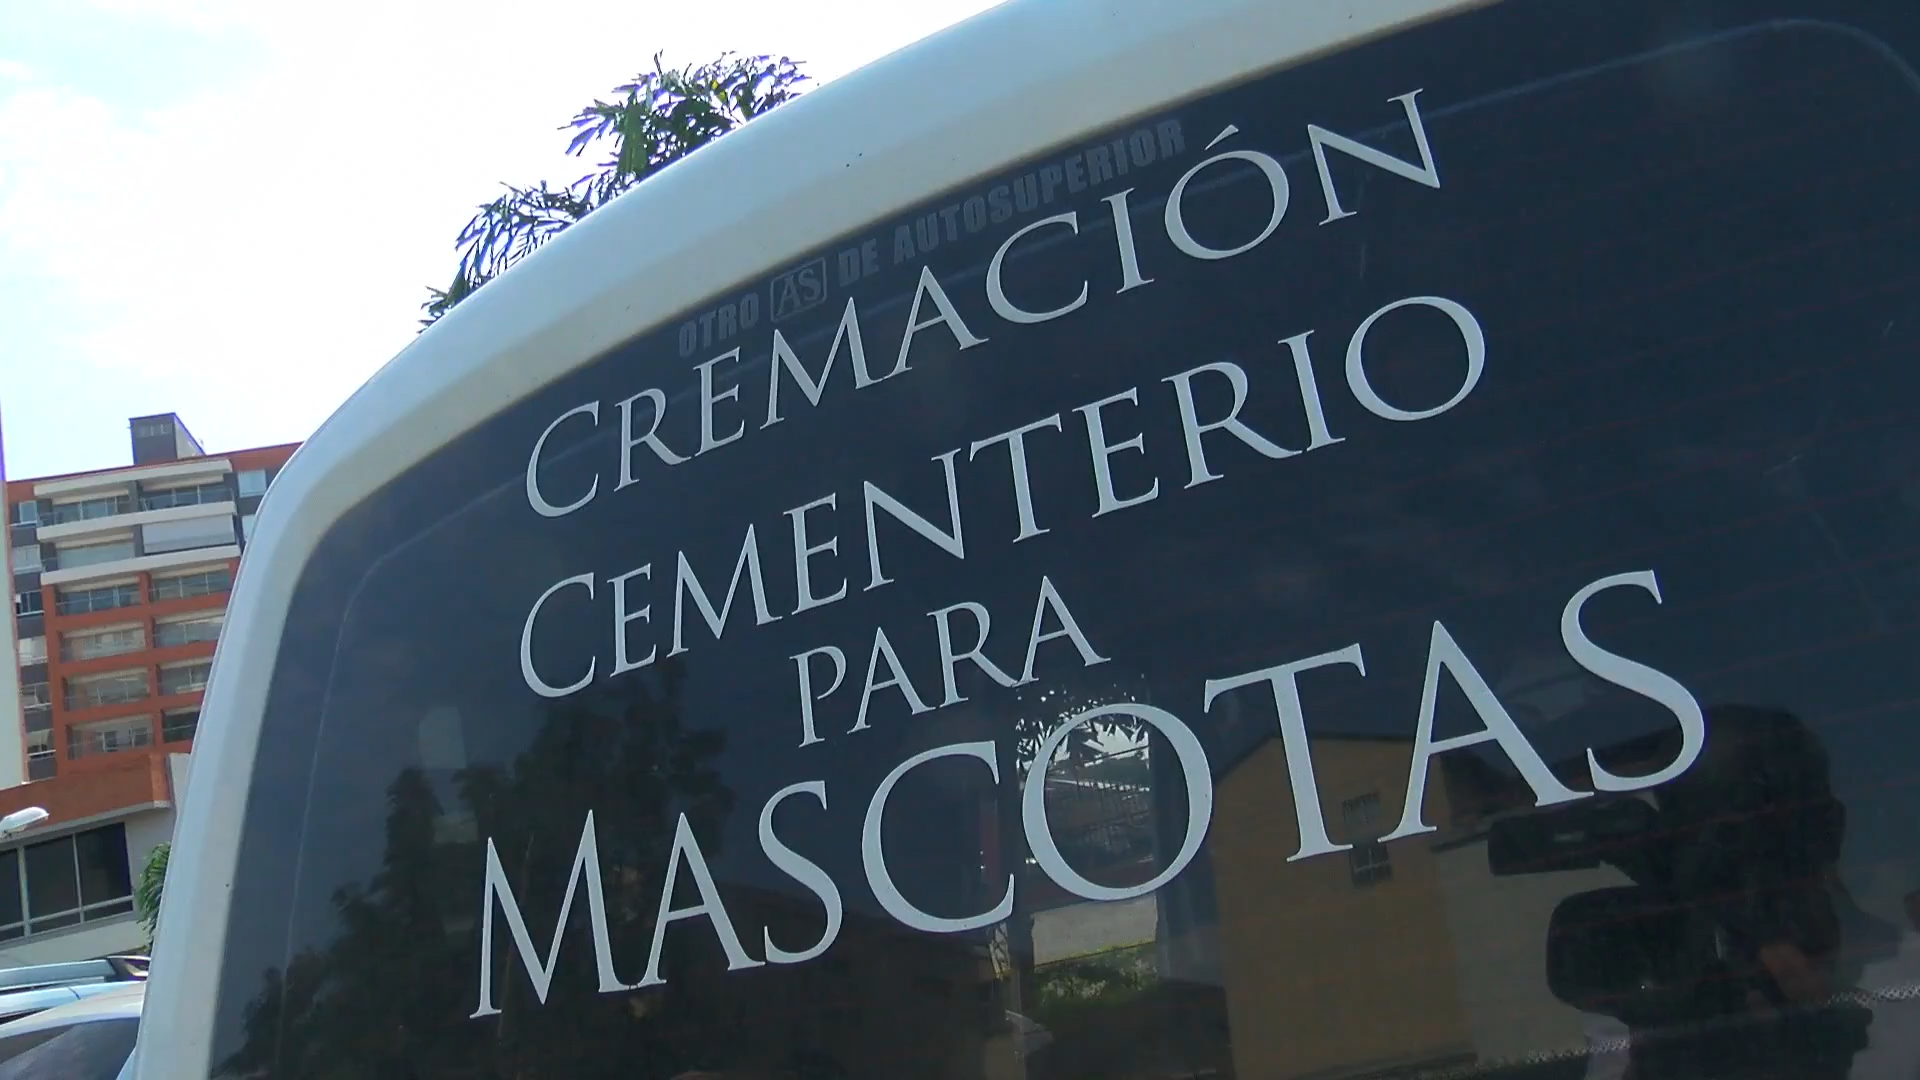 OTRO AS DE AUTOSUPERIOR
CREMACIÓN
CEMENTERIO
PARA
MASCOTAS